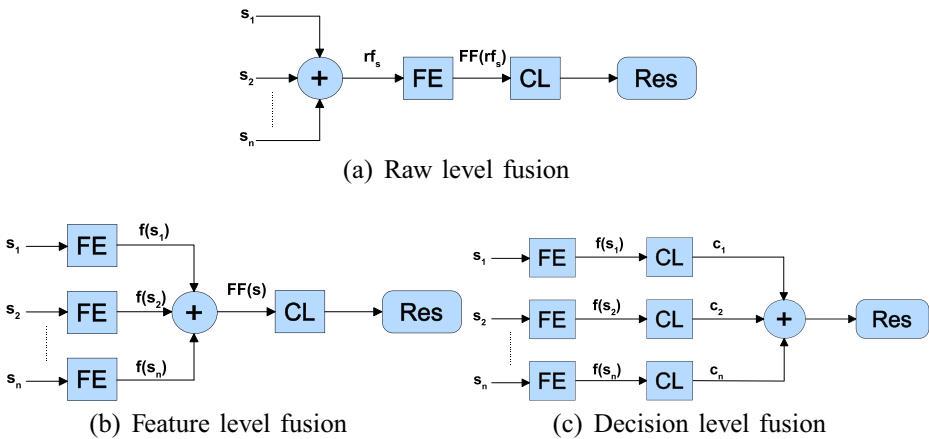 s1
s2
sn
+
rfs
FE
FF(rfs)
CL
Res
(a) Raw level fusion
s1
FE
f(s1)
s2
FE
f(s2)
+
FF(s)
CL
Res
sn
FE
f(sn)
(b) Feature level fusion
s1
FE
f(s1)
CL
c1
s2
FE
f(s2)
CL
c2
+
Res
sn
FE
f(sn)
CL
cn
(c) Decision level fusion